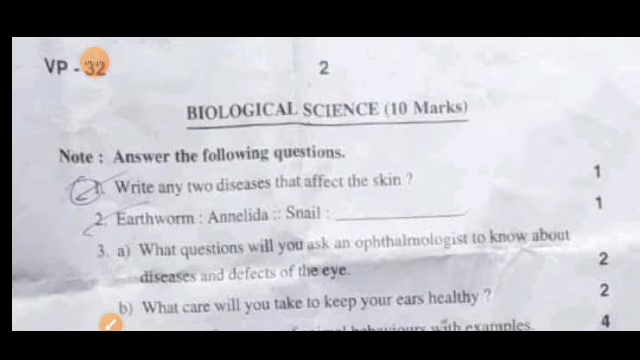 VP - 32
2
BIOLOGICAL SCIENCE (10 Marks)
Note : Answer the following questions.
1. Write any two diseases that affect the skin ? 1
2. Earthworm : Annelida :: Snail : ____________ 1
3. a) What questions will you ask an ophthalmologist to know about
diseases and defects of the eye. 2
b) What care will you take to keep your ears healthy ? 2
behaviours with examples. 4